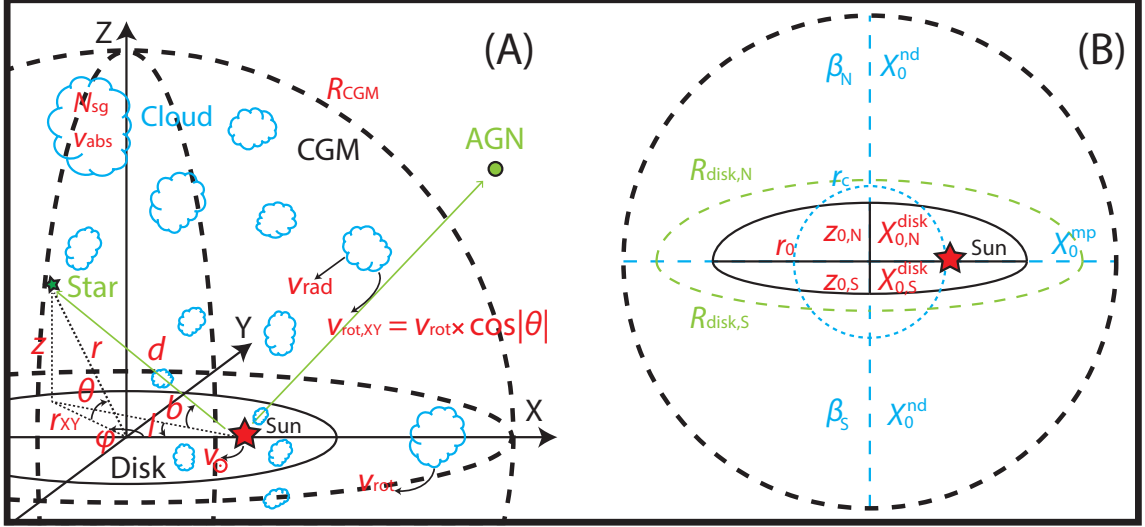 (A)
Z
N_sg
v_abs
Cloud
R_CGM
CGM
AGN
Star
v_rad
v_rot,XY = v_rot × cos|θ|
Y
z
r
d
θ
b
r_XY
φ
l
Sun
X
Disk
v_⊙
v_rot
(B)
β_N
X_0^nd
R_disk,N
r_c
r_0
z_0,N
X_0,N^disk
Sun
X_0^mp
z_0,S
X_0,S^disk
R_disk,S
β_S
X_0^nd